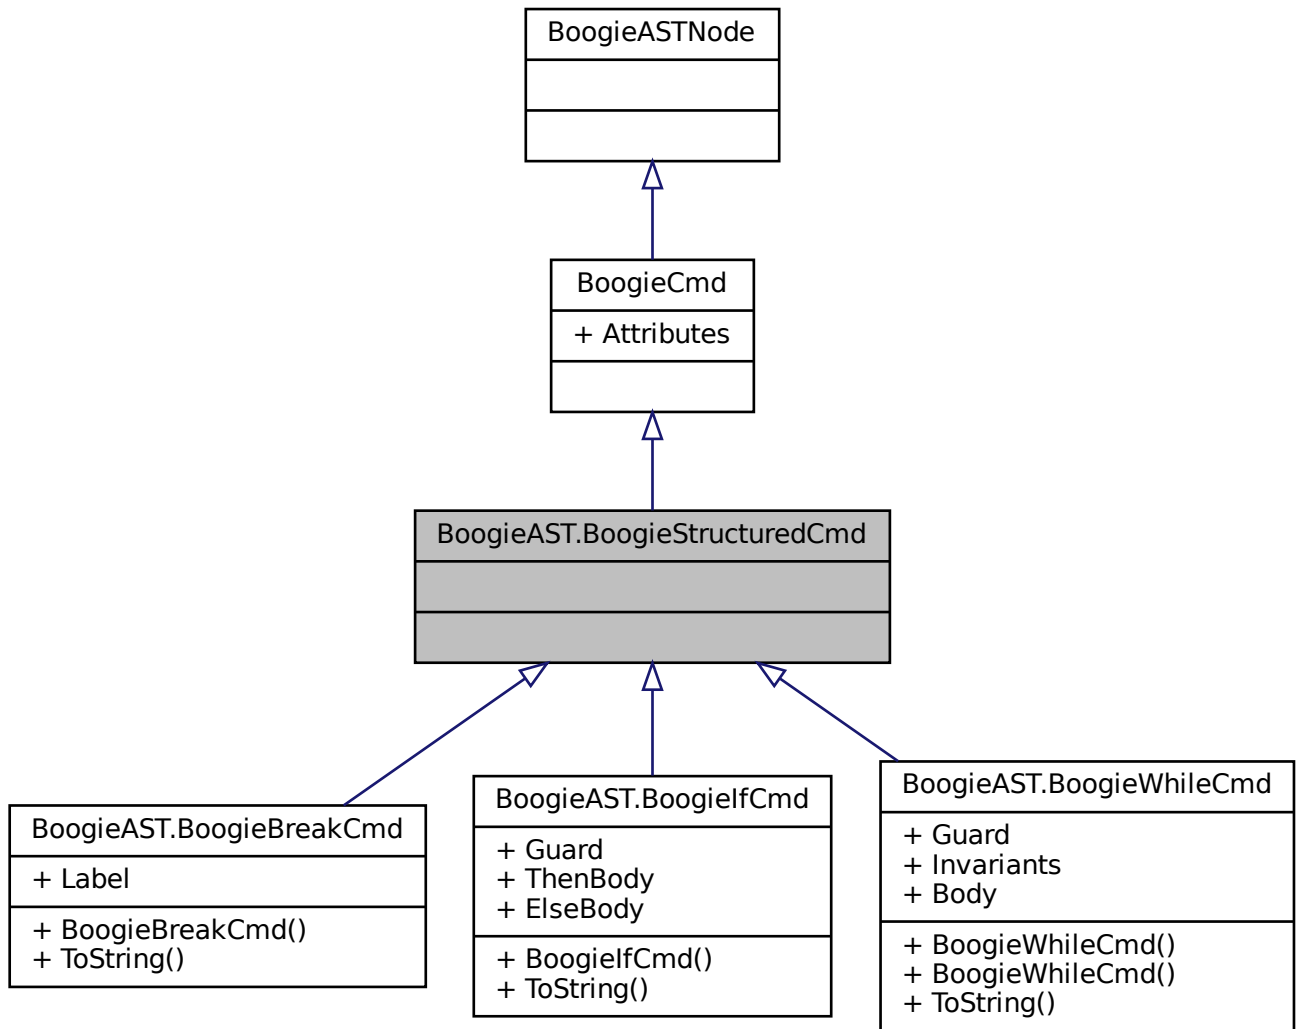 BoogieASTNode
BoogieCmd
+ Attributes
BoogieAST.BoogieStructuredCmd
BoogieAST.BoogieBreakCmd
+ Label
+ BoogieBreakCmd()
+ ToString()
BoogieAST.BoogieIfCmd
+ Guard
+ ThenBody
+ ElseBody
+ BoogieIfCmd()
+ ToString()
BoogieAST.BoogieWhileCmd
+ Guard
+ Invariants
+ Body
+ BoogieWhileCmd()
+ BoogieWhileCmd()
+ ToString()